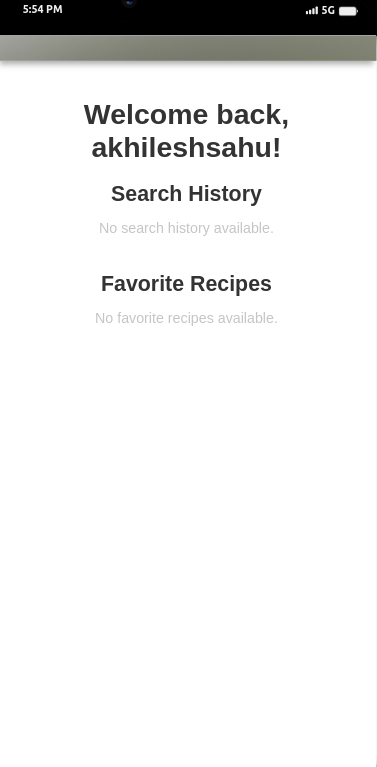 5:54 PM 5G
Welcome back,
akhileshsahu!
Search History
No search history available.
Favorite Recipes
No favorite recipes available.